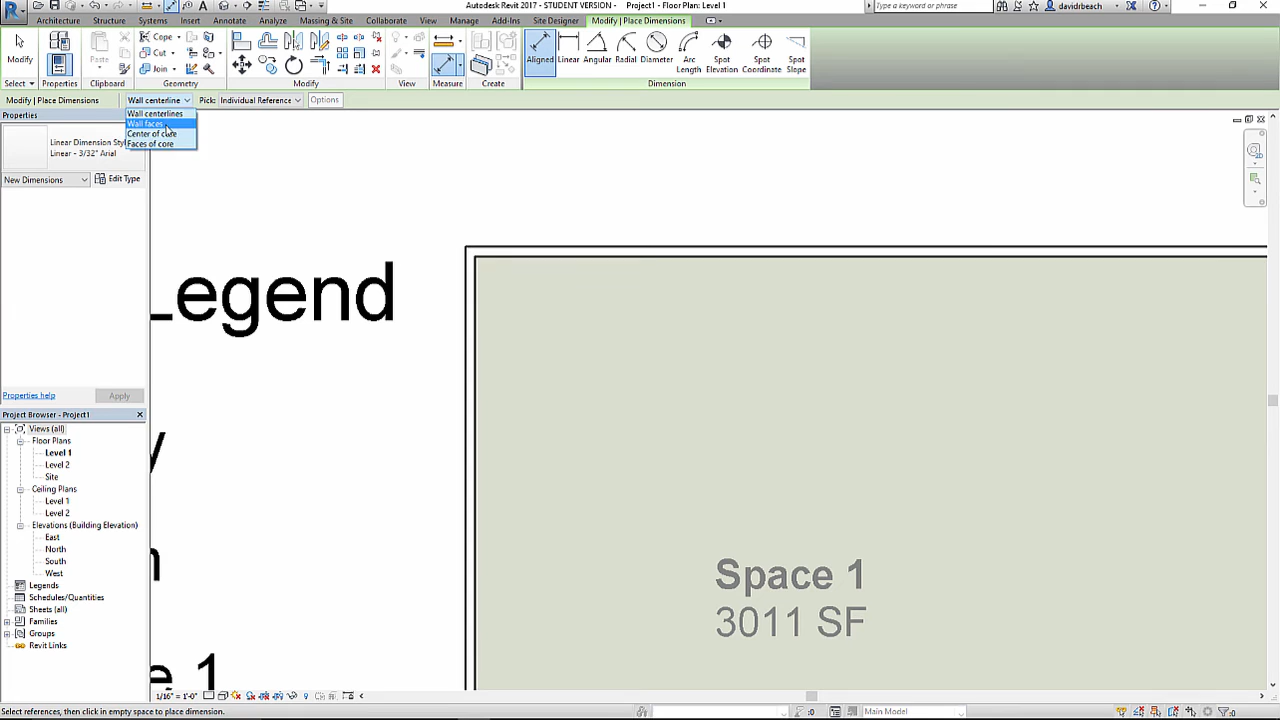 Autodesk Revit 2017 - STUDENT VERSION - Project1 - Floor Plan: Level 1
Type a keyword or phrase
davidrbeach
Architecture Structure Systems Insert Annotate Analyze Massing & Site Collaborate View Manage Add-Ins Site Designer Modify | Place Dimensions
Modify
Paste
Cope
Cut
Join
Aligned Linear Angular Radial Diameter Arc Length Spot Elevation Spot Coordinate Spot Slope
Select Properties Clipboard Geometry Modify View Measure Create Dimension
Modify | Place Dimensions Wall centerline Pick: Individual Reference Options
Wall centerlines
Wall faces
Center of core
Faces of core
Properties
Linear Dimension Sty
Linear - 3/32" Arial
New Dimensions Edit Type
Properties help Apply
Project Browser - Project1
Views (all)
Floor Plans
Level 1
Level 2
Site
Ceiling Plans
Level 1
Level 2
Elevations (Building Elevation)
East
North
South
West
Legends
Schedules/Quantities
Sheets (all)
Families
Groups
Revit Links
Legend
y
n
e 1
Space 1
3011 SF
1/16" = 1'-0"
Select references, then click in empty space to place dimension.
:0
Main Model
:0